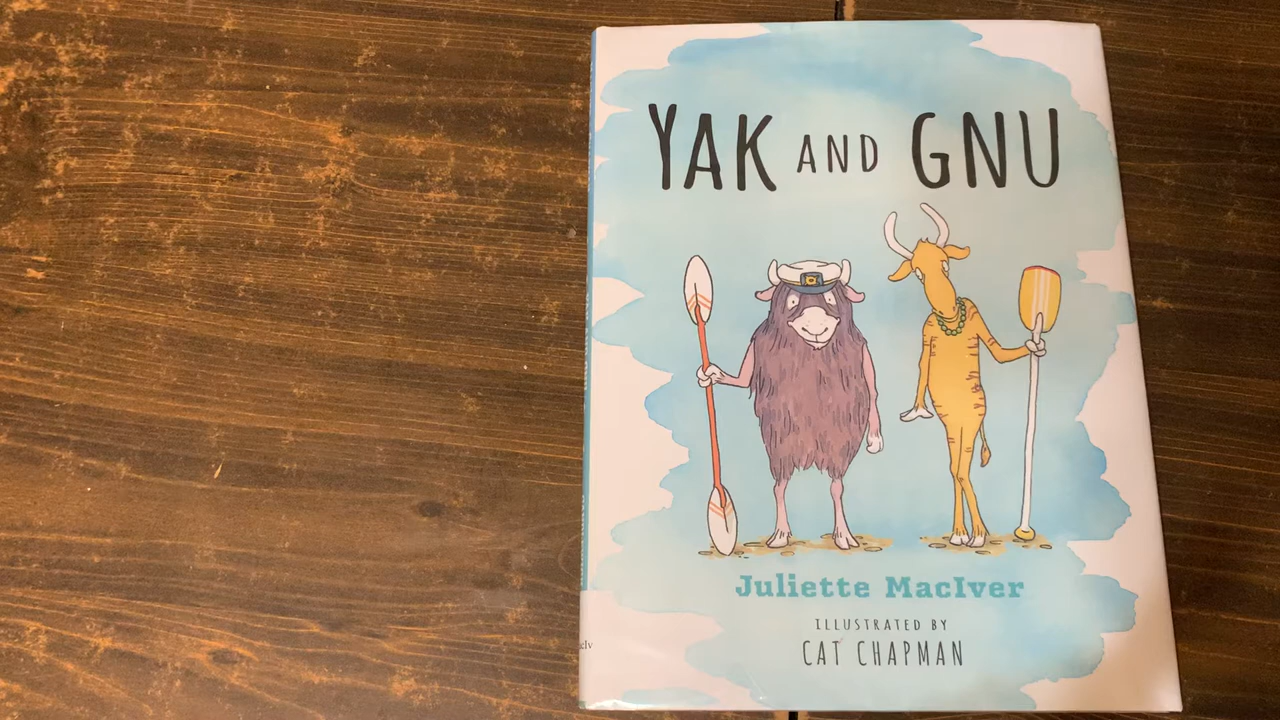 YAK AND GNU
Juliette MacIver
ILLUSTRATED BY
CAT CHAPMAN